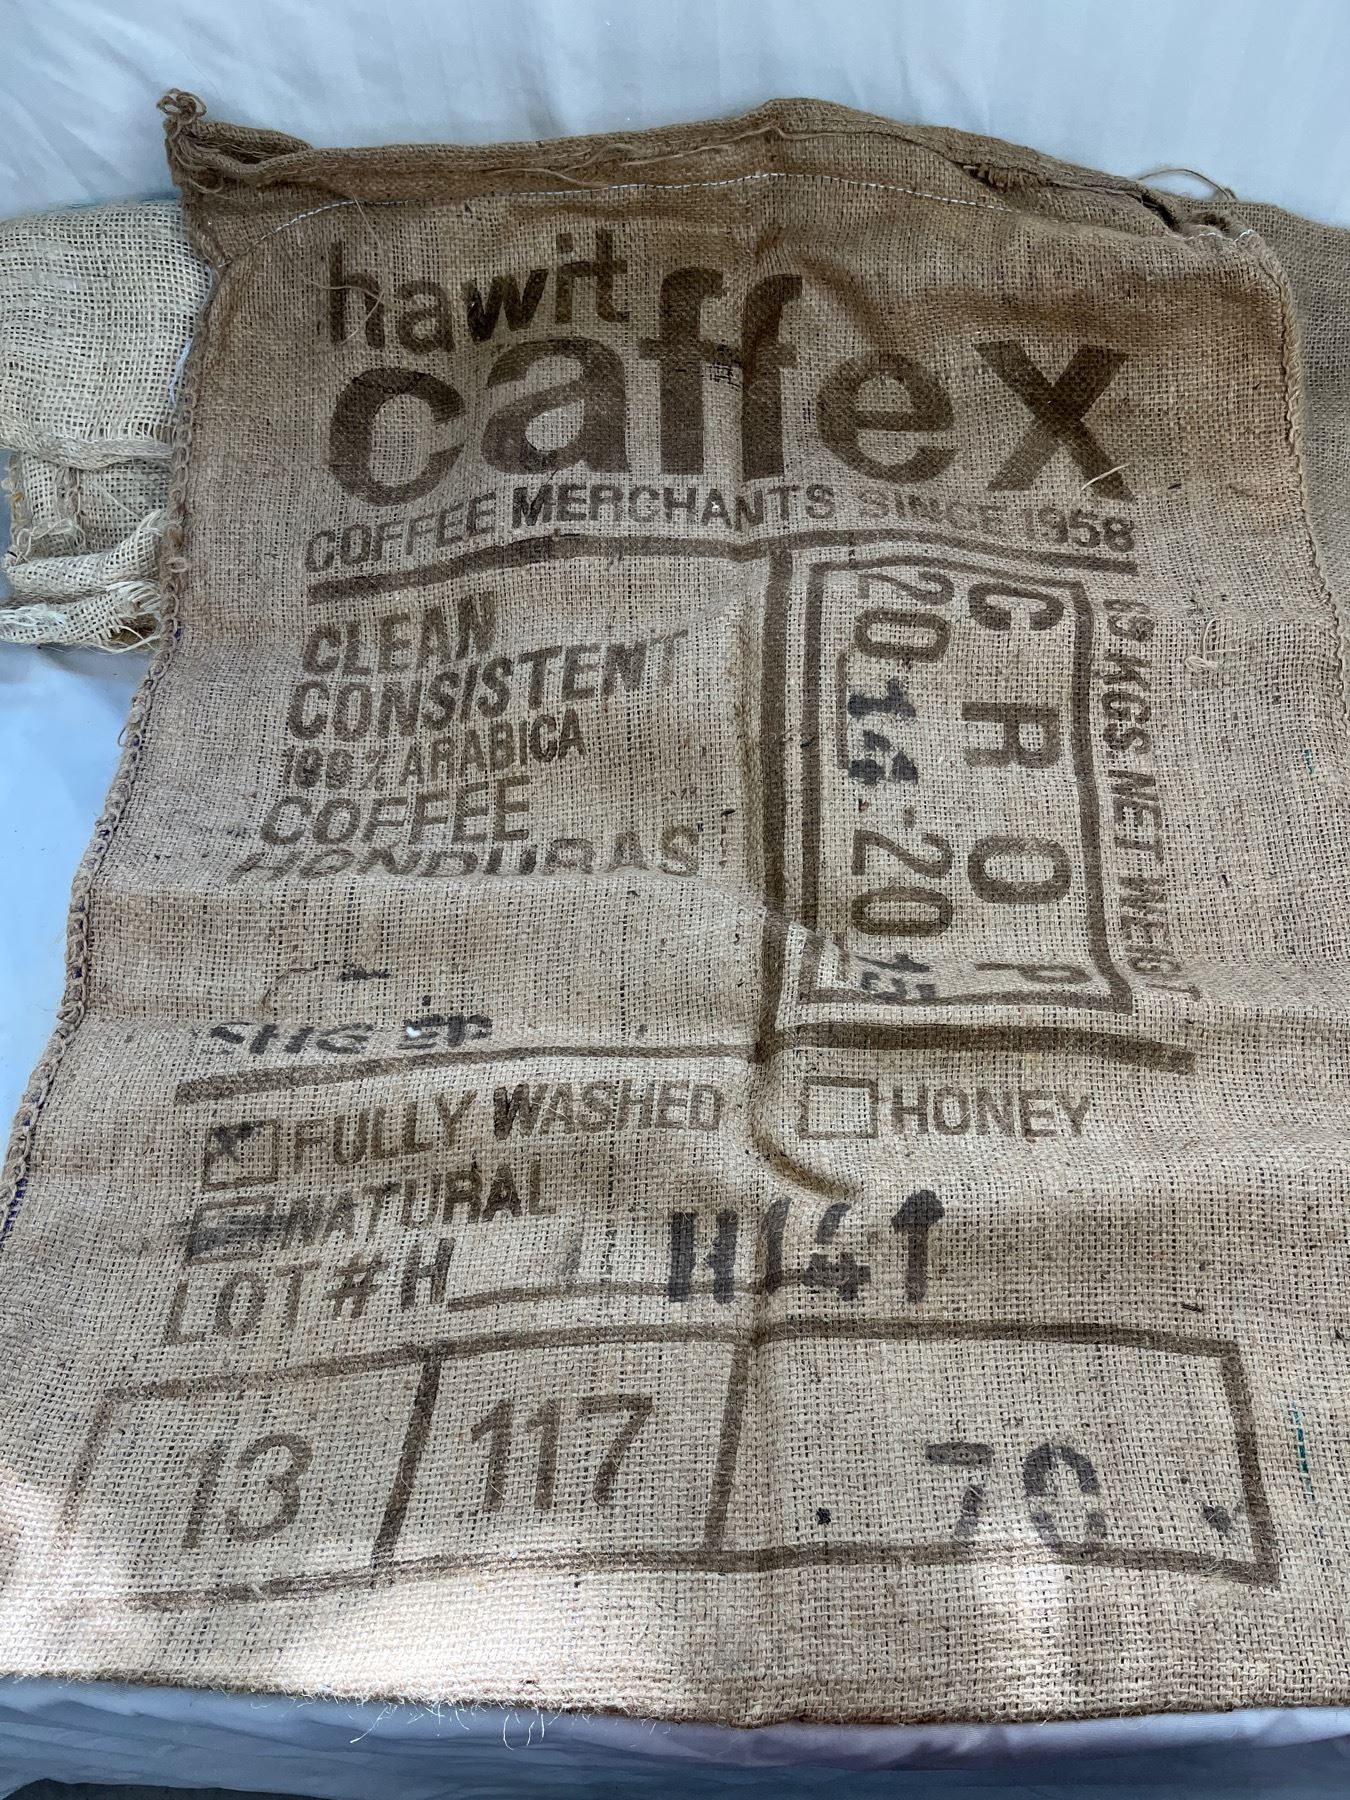 hawit
caffex
COFFEE MERCHANTS SINCE 1958
CLEAN
CONSISTENT
100% ARABICA
COFFEE
HONDURAS
CROP
2014-2015
69 KGS NET WEIGT
SHG EP
X FULLY WASHED
HONEY
NATURAL
LOT #H H141
13 117 70